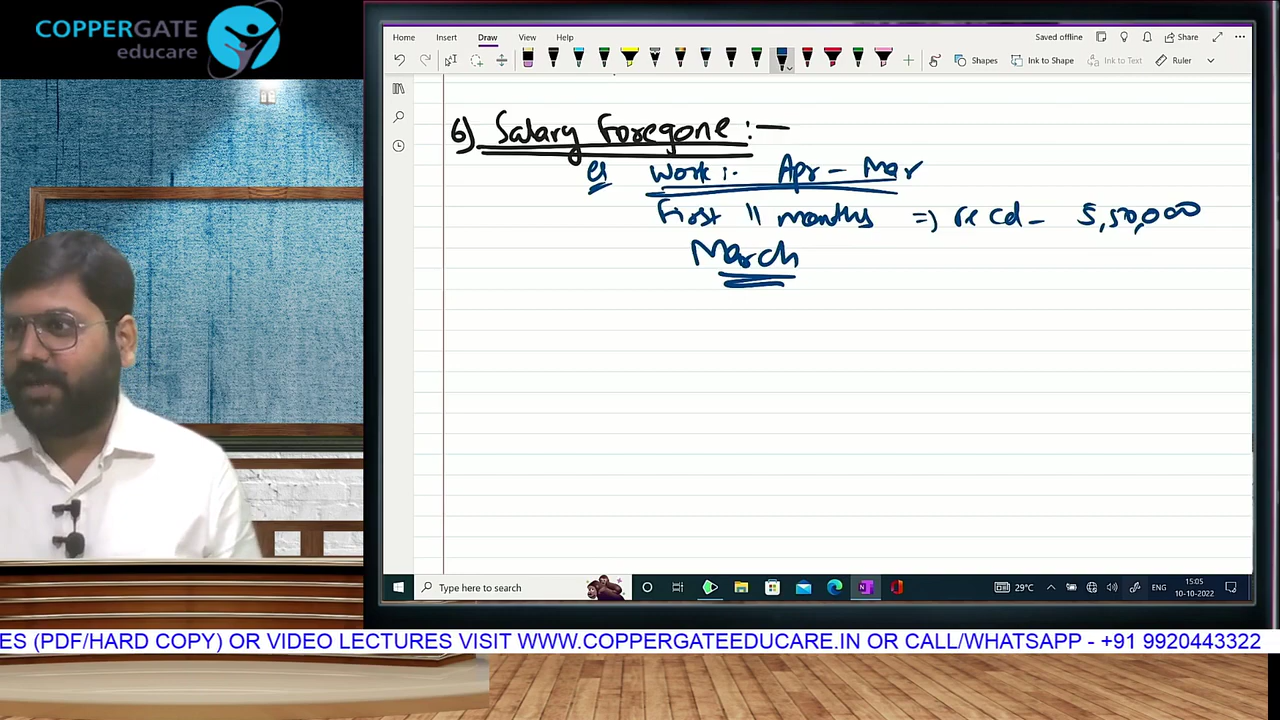 COPPERGATE
educare
Home Insert Draw View Help
Saved offline Share
Shapes Ink to Shape Ink to Text Ruler
6) Salary Foregone :-
eg Work :- Apr - Mar
First 11 months => recd - 5,50,000
March
Type here to search
29°C ENG 15:05
10-10-2022
ES (PDF/HARD COPY) OR VIDEO LECTURES VISIT WWW.COPPERGATEEDUCARE.IN OR CALL/WHATSAPP - +91 9920443322